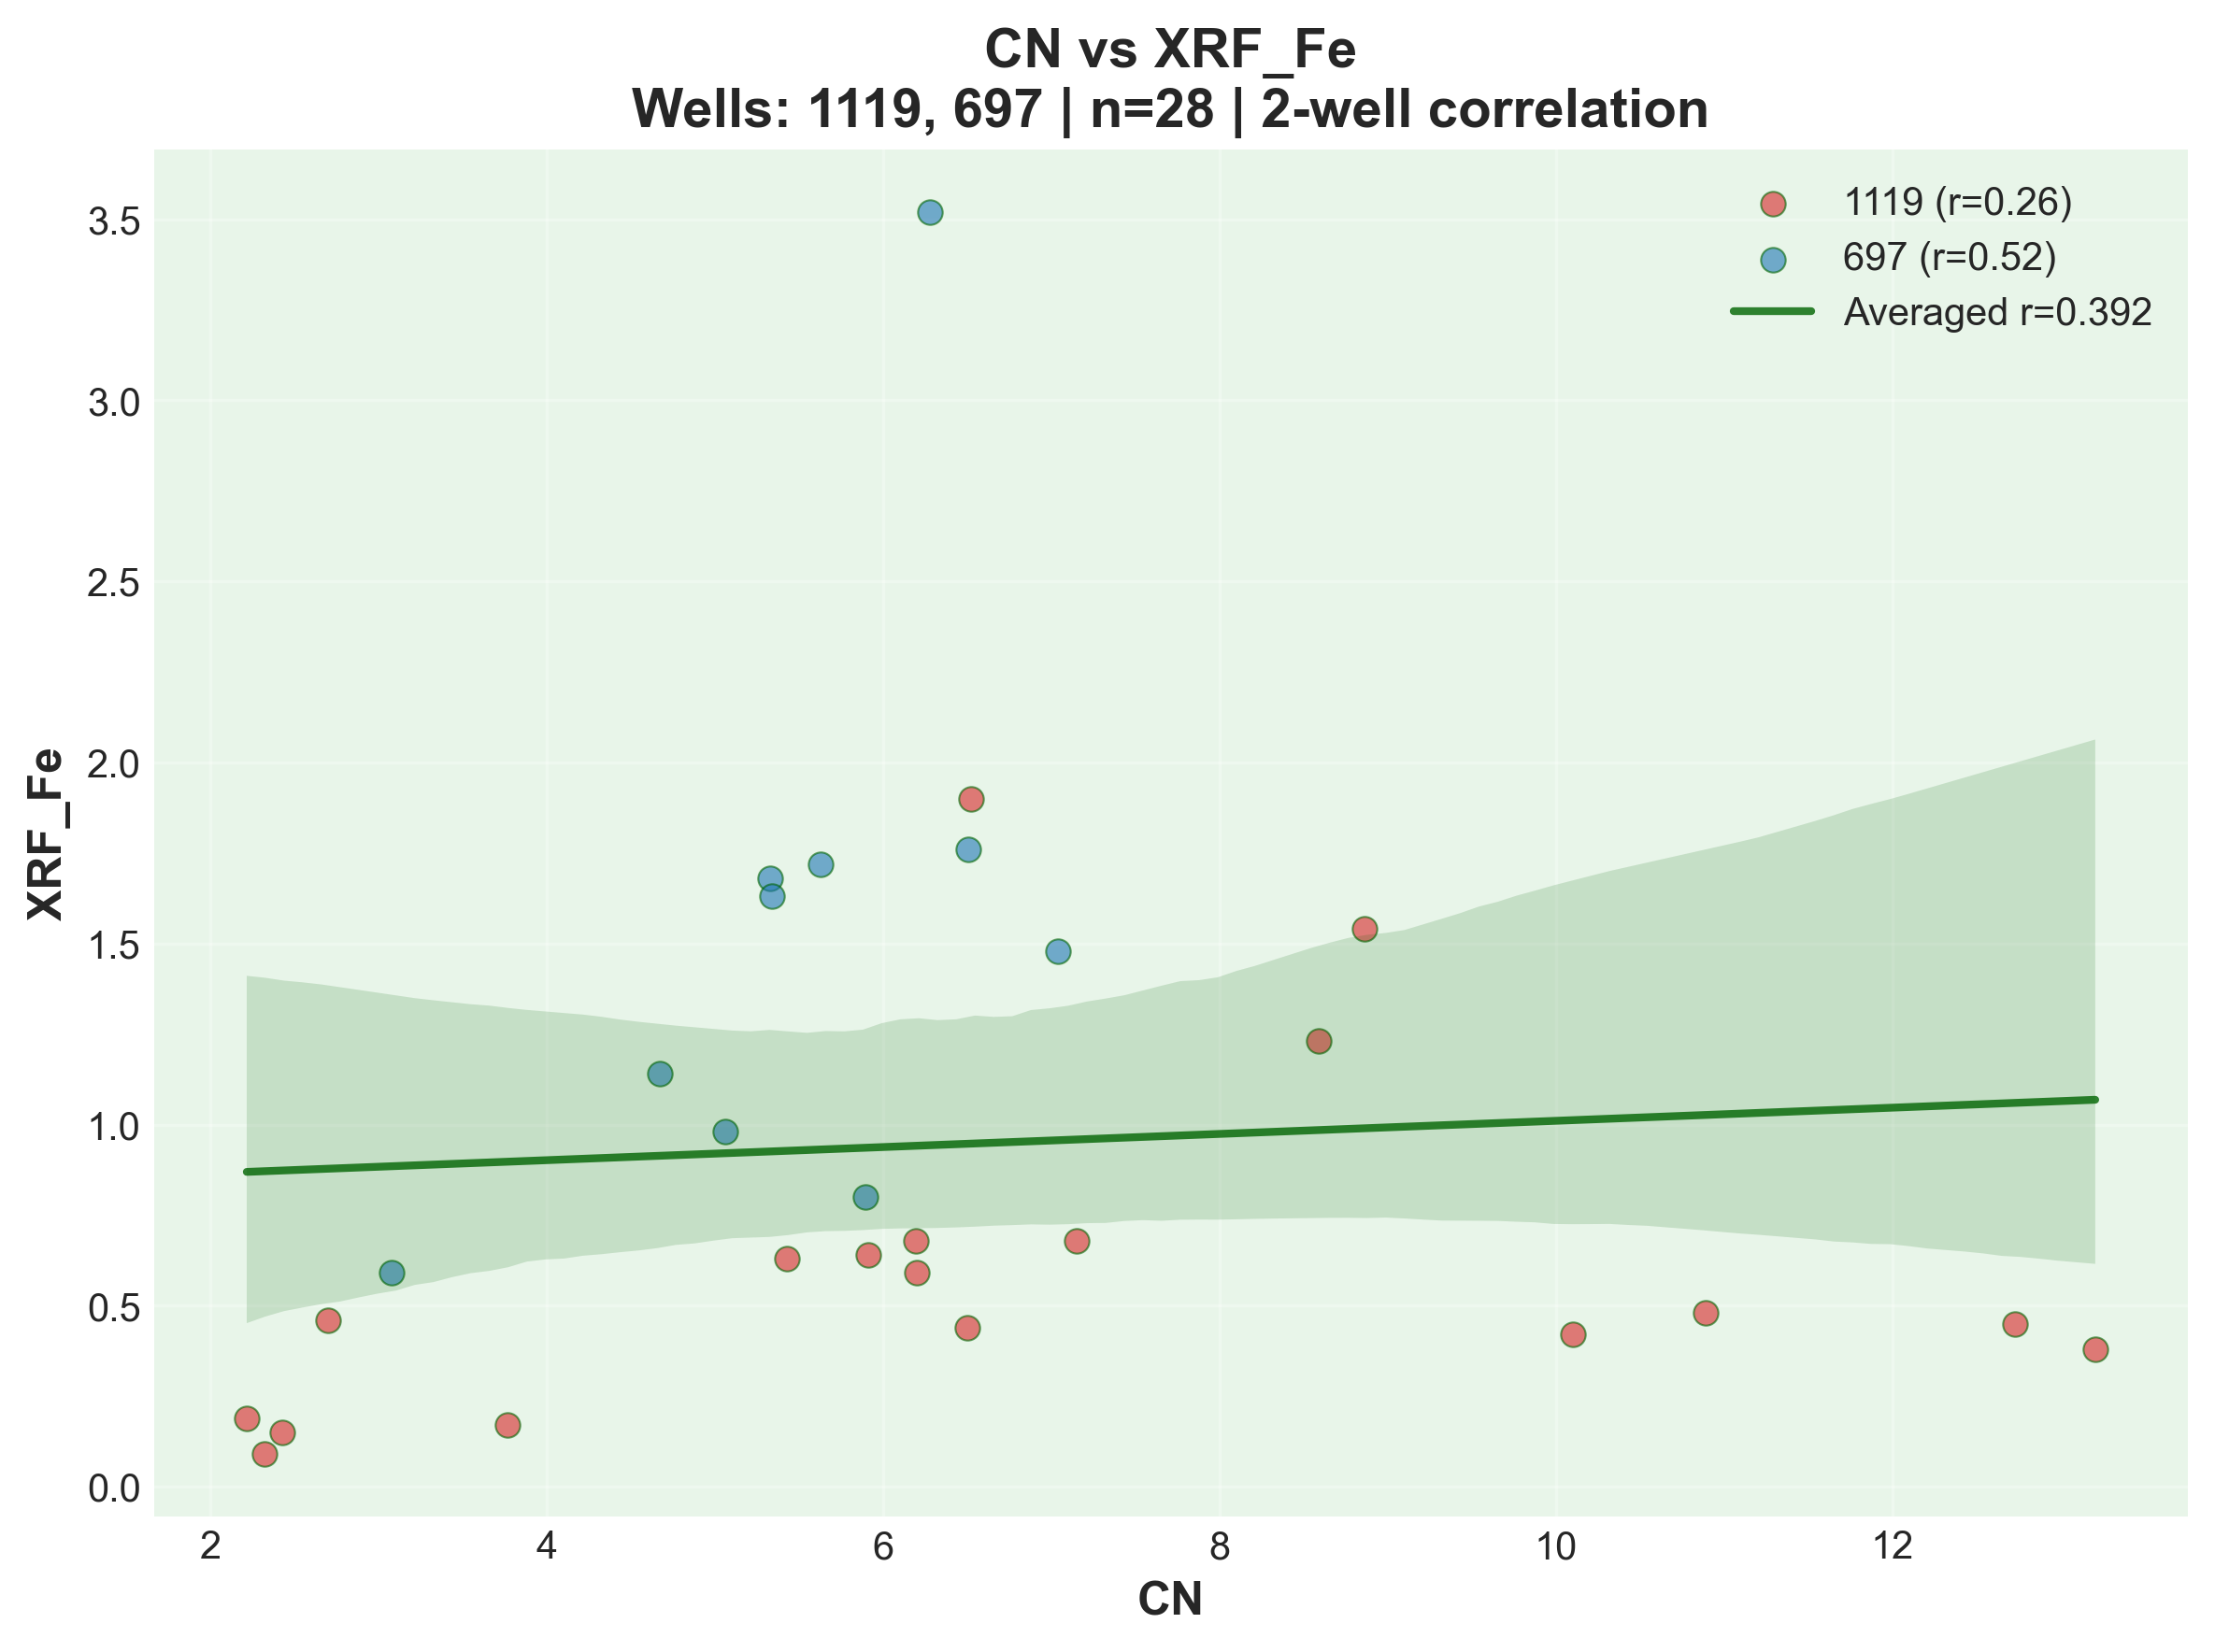 CN vs XRF_Fe
Wells: 1119, 697 | n=28 | 2-well correlation
1119 (r=0.26)
697 (r=0.52)
Averaged r=0.392
XRF_Fe
3.5
3.0
2.5
2.0
1.5
1.0
0.5
0.0
2 4 6 8 10 12
CN